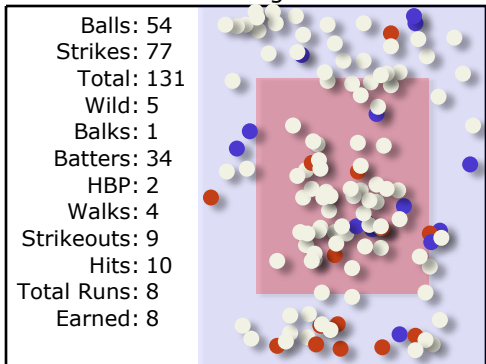 Balls: 54
Strikes: 77
Total: 131
Wild: 5
Balks: 1
Batters: 34
HBP: 2
Walks: 4
Strikeouts: 9
Hits: 10
Total Runs: 8
Earned: 8